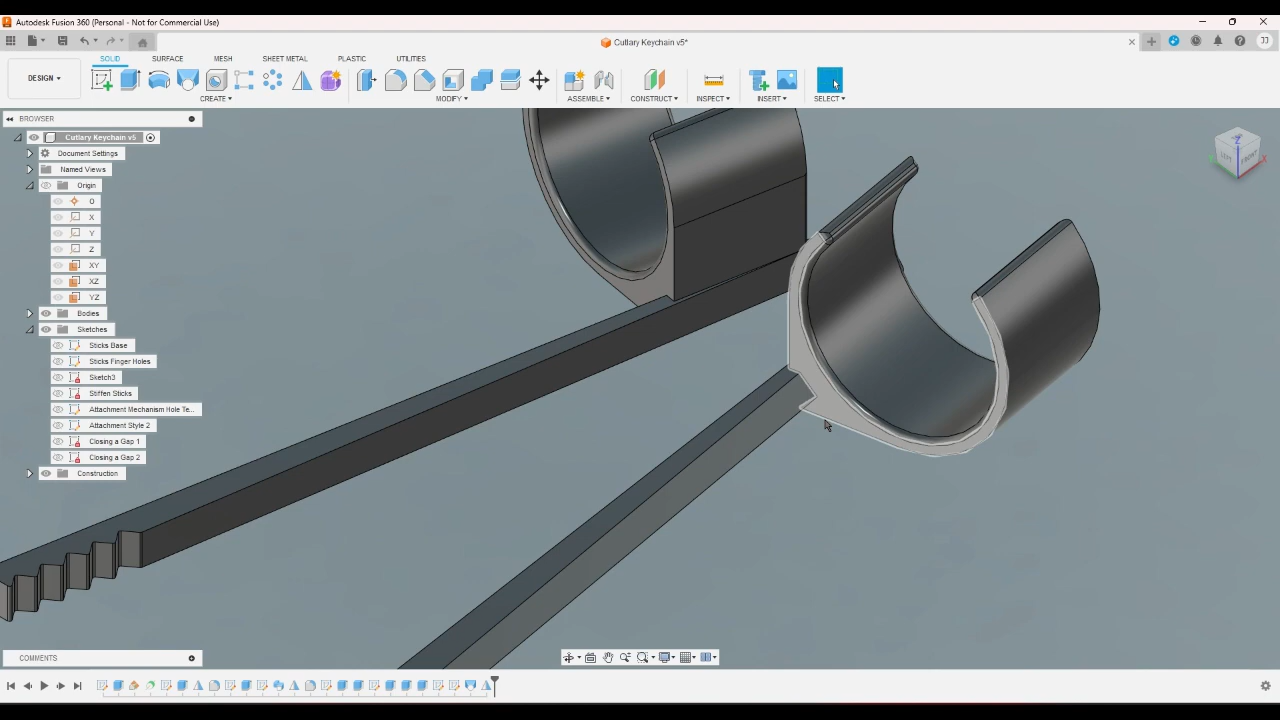 Autodesk Fusion 360 (Personal - Not for Commercial Use)
Cutlary Keychain v5*
JJ
SOLID SURFACE MESH SHEET METAL PLASTIC UTILITIES
DESIGN
CREATE MODIFY ASSEMBLE CONSTRUCT INSPECT INSERT SELECT
BROWSER
Cutlary Keychain v5
Document Settings
Named Views
Origin
O
X
Y
Z
XY
XZ
YZ
Bodies
Sketches
Sticks Base
Sticks Finger Holes
Sketch3
Stiffen Sticks
Attachment Mechanism Hole Te...
Attachment Style 2
Closing a Gap 1
Closing a Gap 2
Construction
Z
FRONT
X
COMMENTS